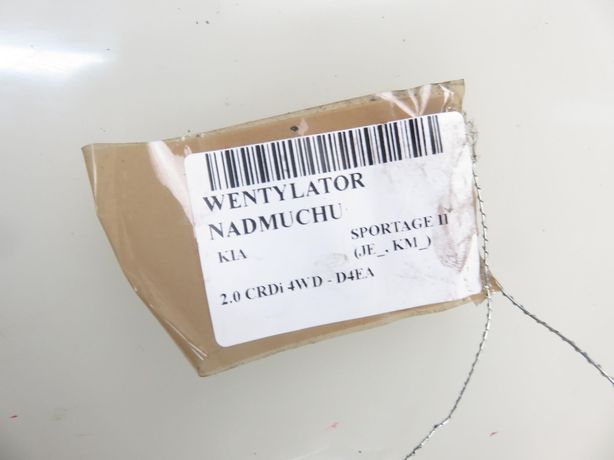 WENTYLATOR
NADMUCHU
KIA
SPORTAGE II
(JE_, KM_)
2.0 CRDi 4WD - D4EA